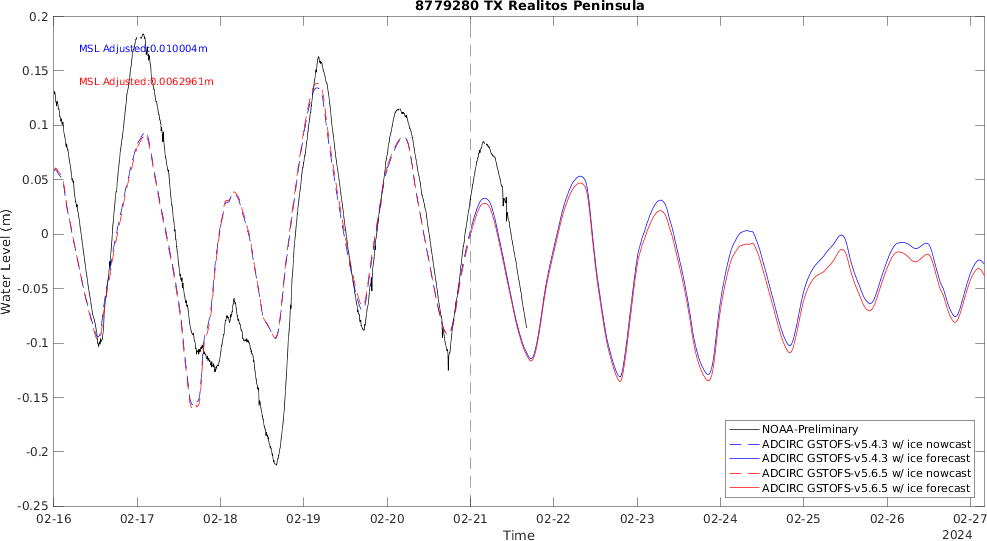 8779280 TX Realitos Peninsula
MSL Adjusted:0.010004m
MSL Adjusted:0.0062961m
Water Level (m)
0.2
0.15
0.1
0.05
0
-0.05
-0.1
-0.15
-0.2
-0.25
NOAA-Preliminary
ADCIRC GSTOFS-v5.4.3 w/ ice nowcast
ADCIRC GSTOFS-v5.4.3 w/ ice forecast
ADCIRC GSTOFS-v5.6.5 w/ ice nowcast
ADCIRC GSTOFS-v5.6.5 w/ ice forecast
02-16 02-17 02-18 02-19 02-20 02-21 02-22 02-23 02-24 02-25 02-26 02-27
Time
2024